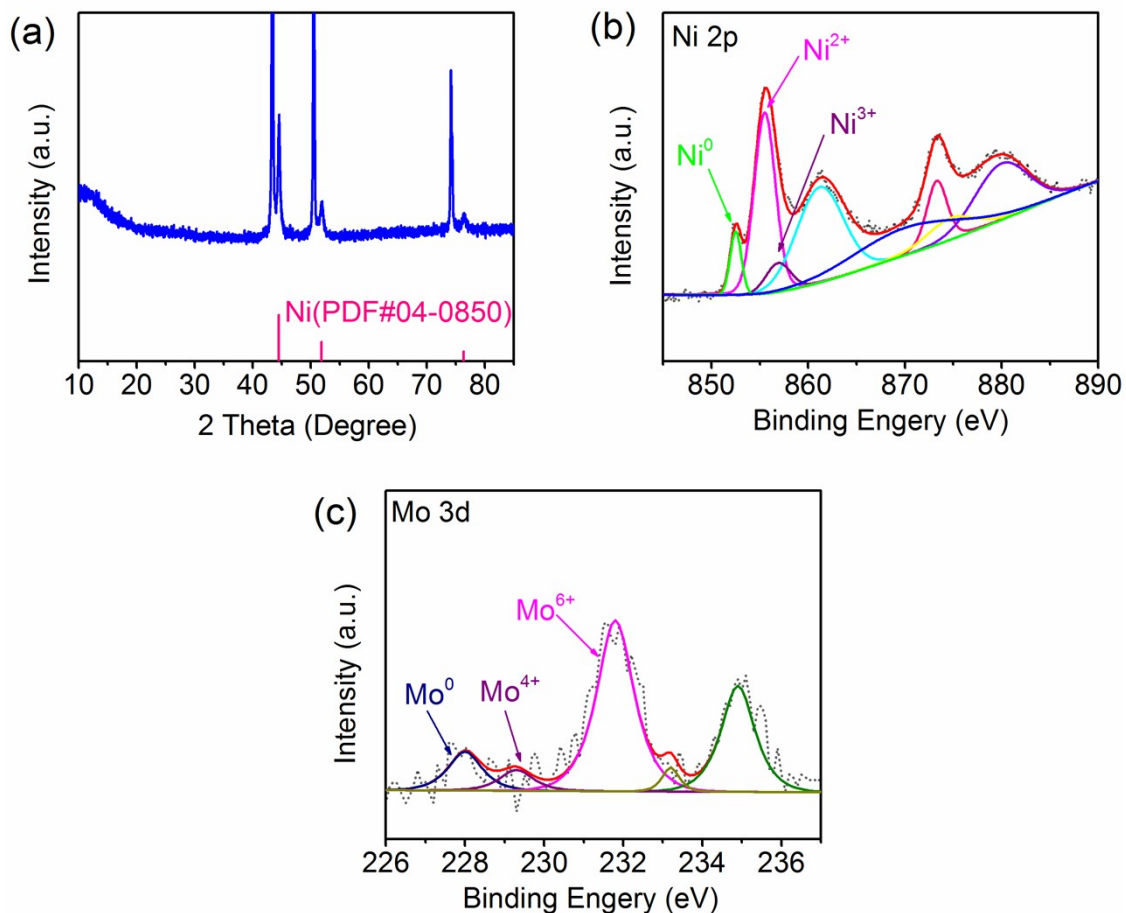 (a)
Intensity (a.u.)
Ni(PDF#04-0850)
10 20 30 40 50 60 70 80
2 Theta (Degree)
(b)
Ni 2p
Ni²⁺
Ni³⁺
Ni⁰
Intensity (a.u.)
850 860 870 880 890
Binding Engery (eV)
(c)
Mo 3d
Mo⁶⁺
Mo⁰
Mo⁴⁺
Intensity (a.u.)
226 228 230 232 234 236
Binding Engery (eV)